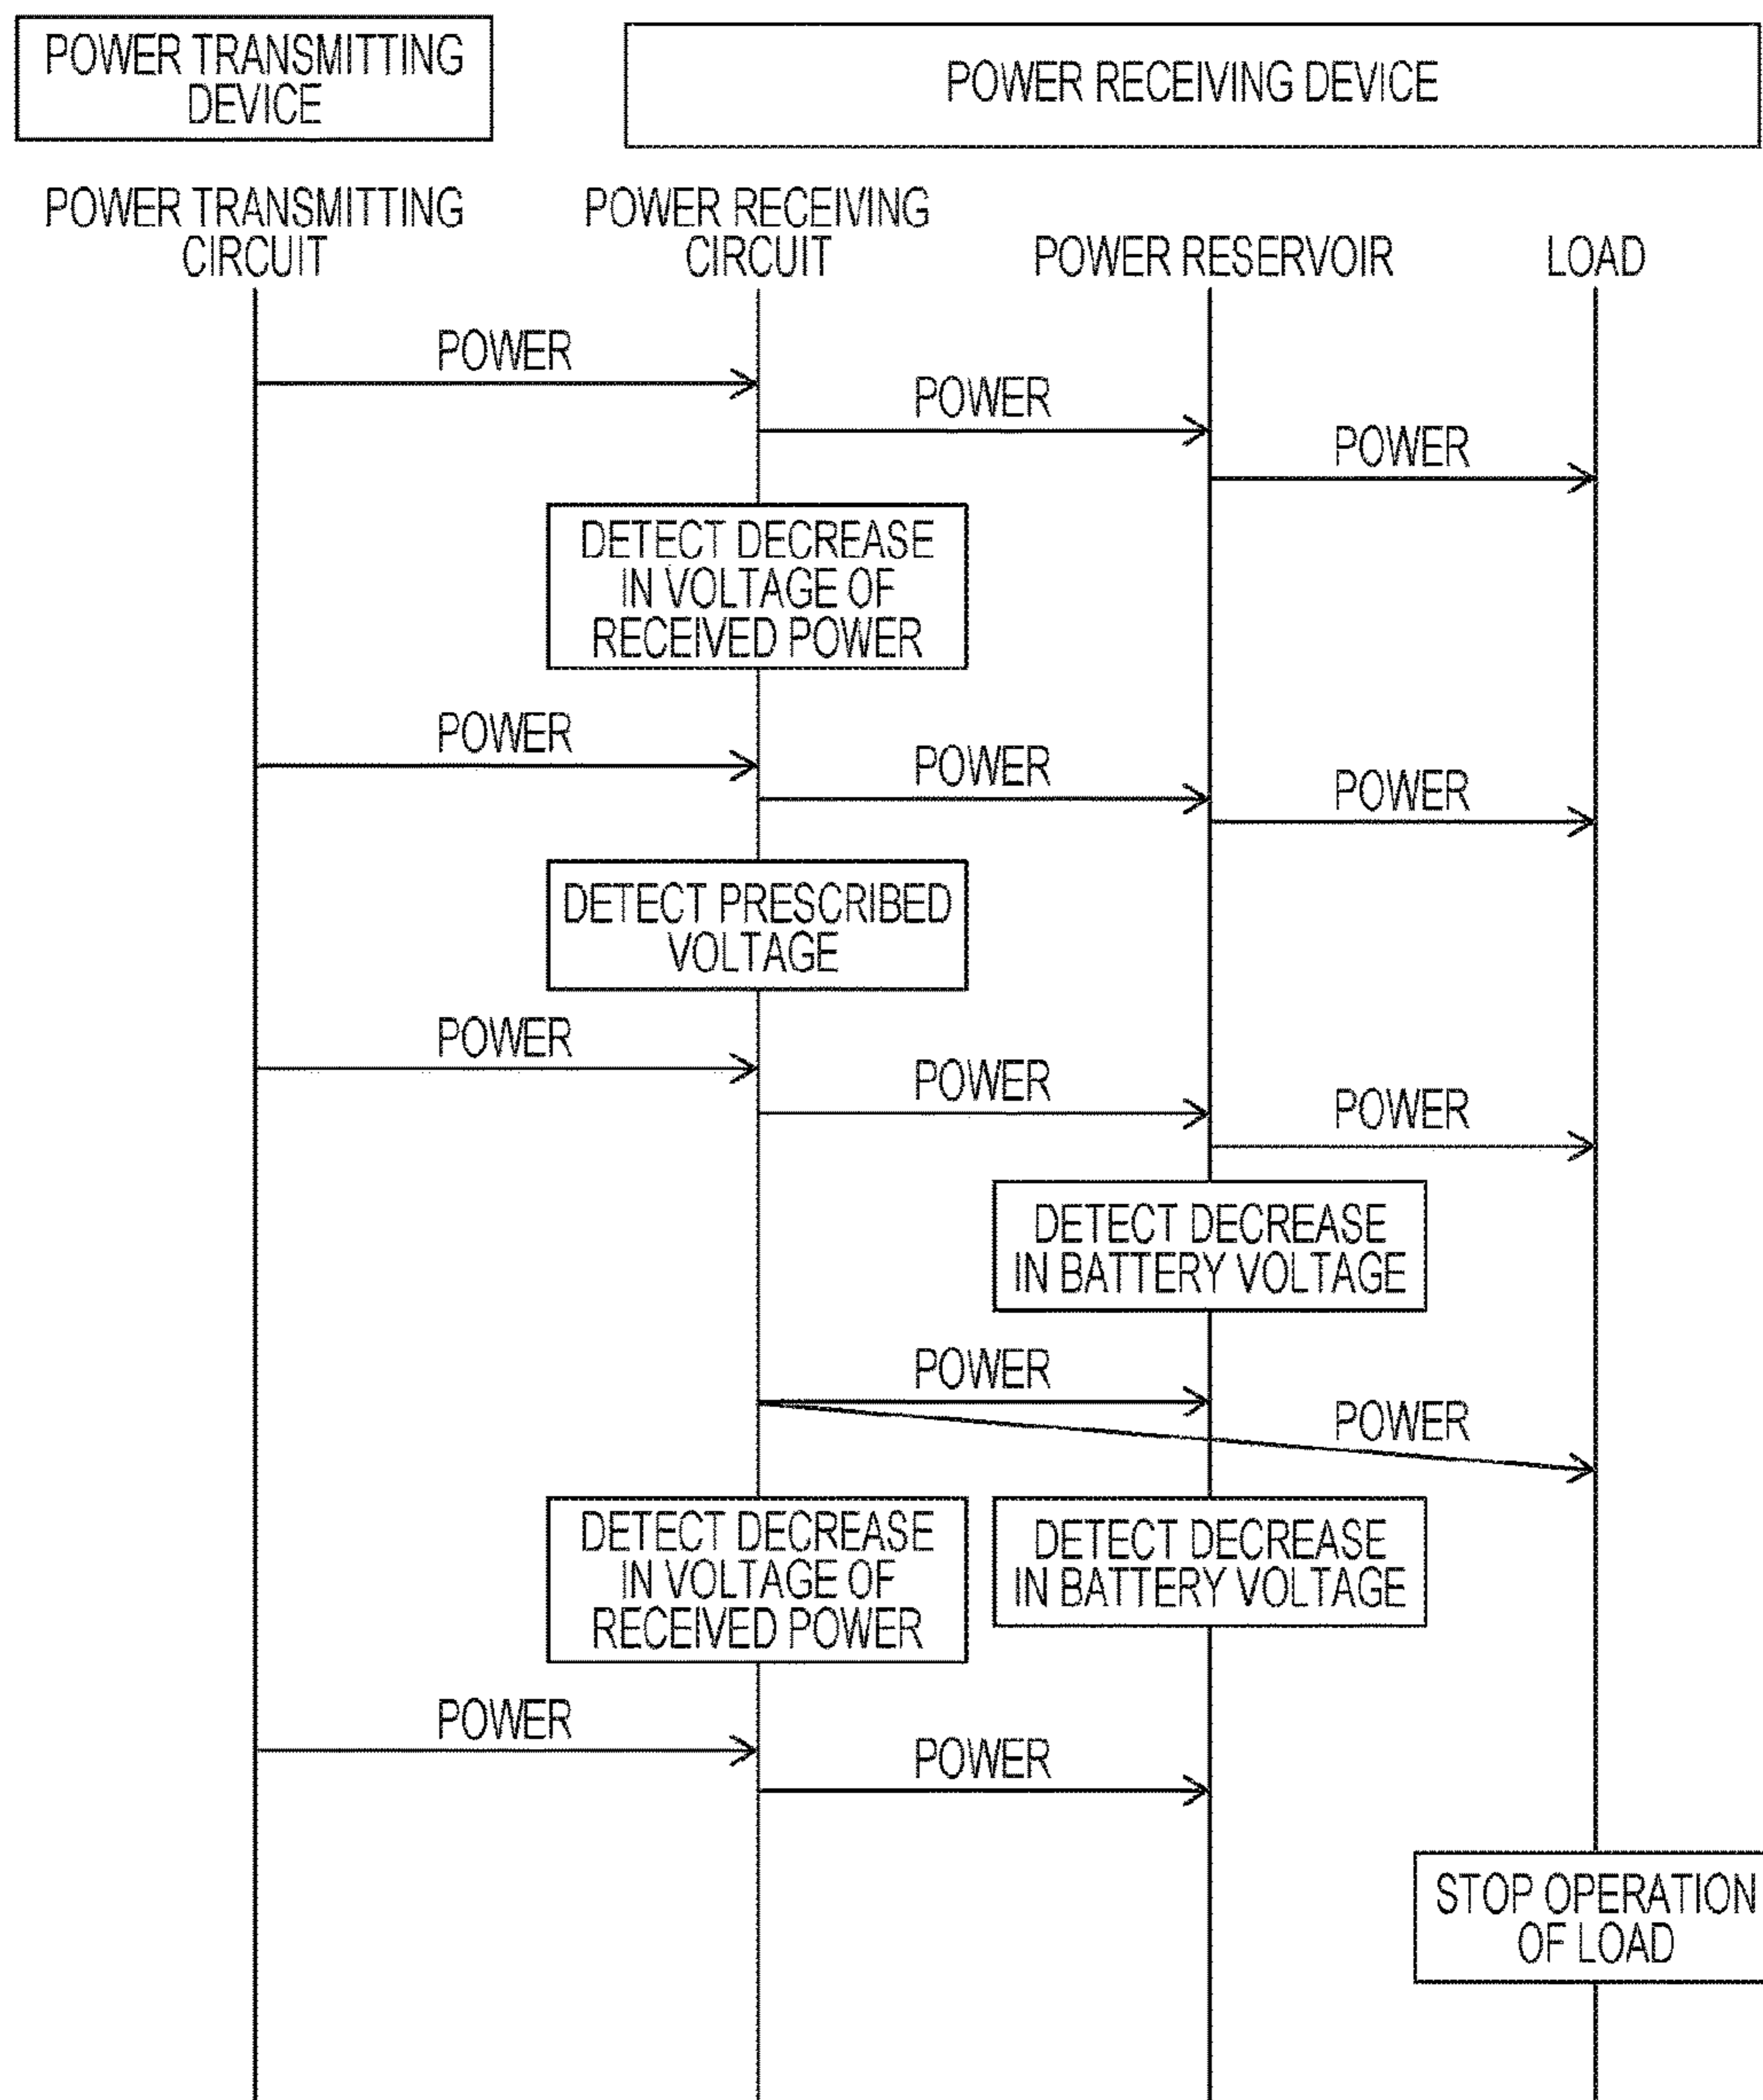 POWER TRANSMITTING
DEVICE
POWER RECEIVING DEVICE
POWER TRANSMITTING
CIRCUIT
POWER RECEIVING
CIRCUIT
POWER RESERVOIR
LOAD
POWER
POWER
POWER
DETECT DECREASE
IN VOLTAGE OF
RECEIVED POWER
POWER
POWER
POWER
DETECT PRESCRIBED
VOLTAGE
POWER
POWER
POWER
DETECT DECREASE
IN BATTERY VOLTAGE
POWER
POWER
DETECT DECREASE
IN VOLTAGE OF
RECEIVED POWER
DETECT DECREASE
IN BATTERY VOLTAGE
POWER
POWER
STOP OPERATION
OF LOAD